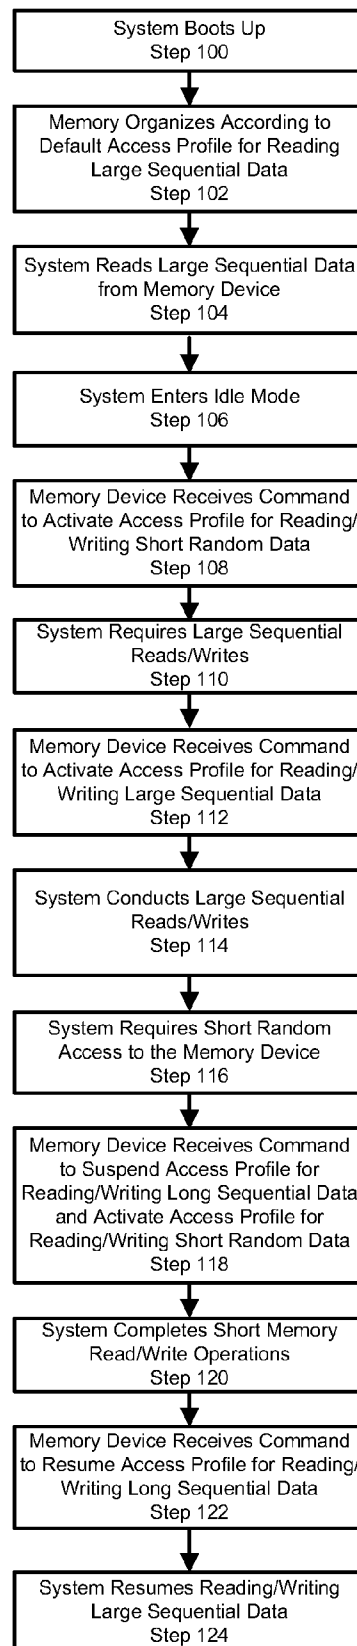 System Boots Up
Step 100
Memory Organizes According to
Default Access Profile for Reading
Large Sequential Data
Step 102
System Reads Large Sequential Data
from Memory Device
Step 104
System Enters Idle Mode
Step 106
Memory Device Receives Command
to Activate Access Profile for Reading/
Writing Short Random Data
Step 108
System Requires Large Sequential
Reads/Writes
Step 110
Memory Device Receives Command
to Activate Access Profile for Reading/
Writing Large Sequential Data
Step 112
System Conducts Large Sequential
Reads/Writes
Step 114
System Requires Short Random
Access to the Memory Device
Step 116
Memory Device Receives Command
to Suspend Access Profile for
Reading/Writing Long Sequential Data
and Activate Access Profile for
Reading/Writing Short Random Data
Step 118
System Completes Short Memory
Read/Write Operations
Step 120
Memory Device Receives Command
to Resume Access Profile for Reading/
Writing Long Sequential Data
Step 122
System Resumes Reading/Writing
Large Sequential Data
Step 124